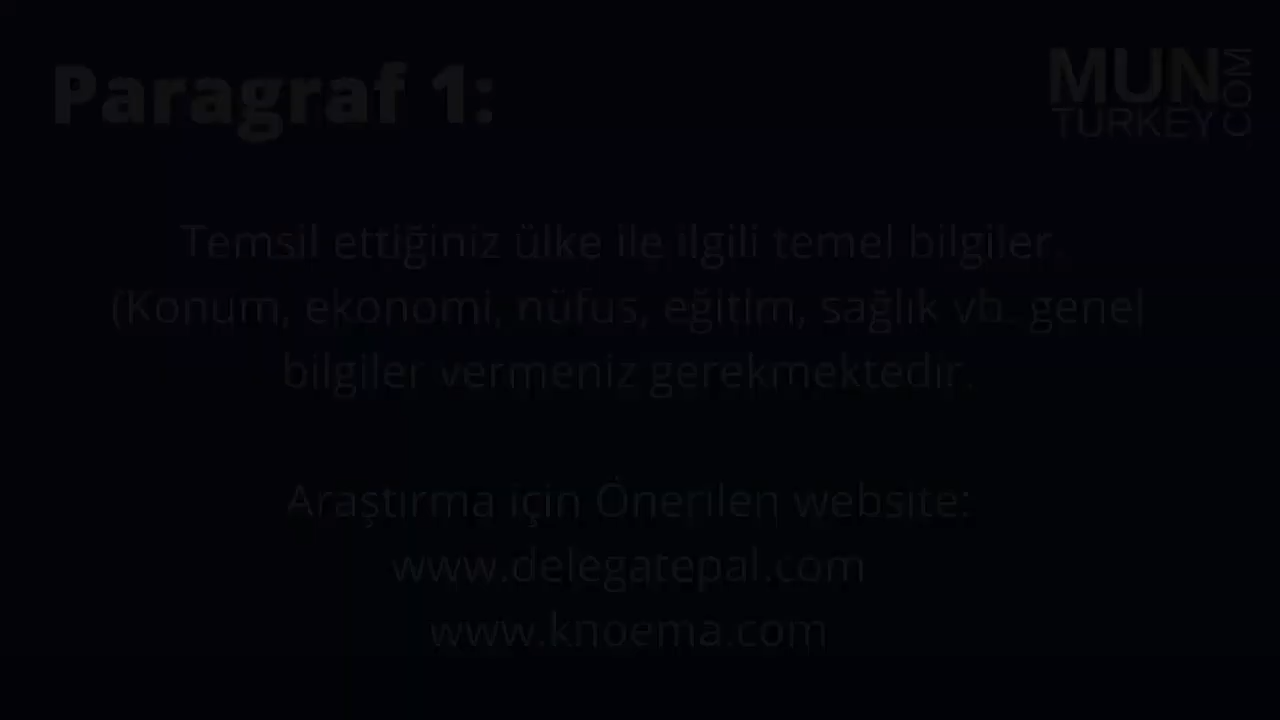 Paragraf 1:
MUN
TURKEY
COM
Temsil ettiğiniz ülke ile ilgili temel bilgiler.
(Konum, ekonomi, nüfus, eğitim, sağlık vb. genel
bilgiler vermeniz gerekmektedir.
Araştırma için Önerilen website:
www.delegatepal.com
www.knoema.com